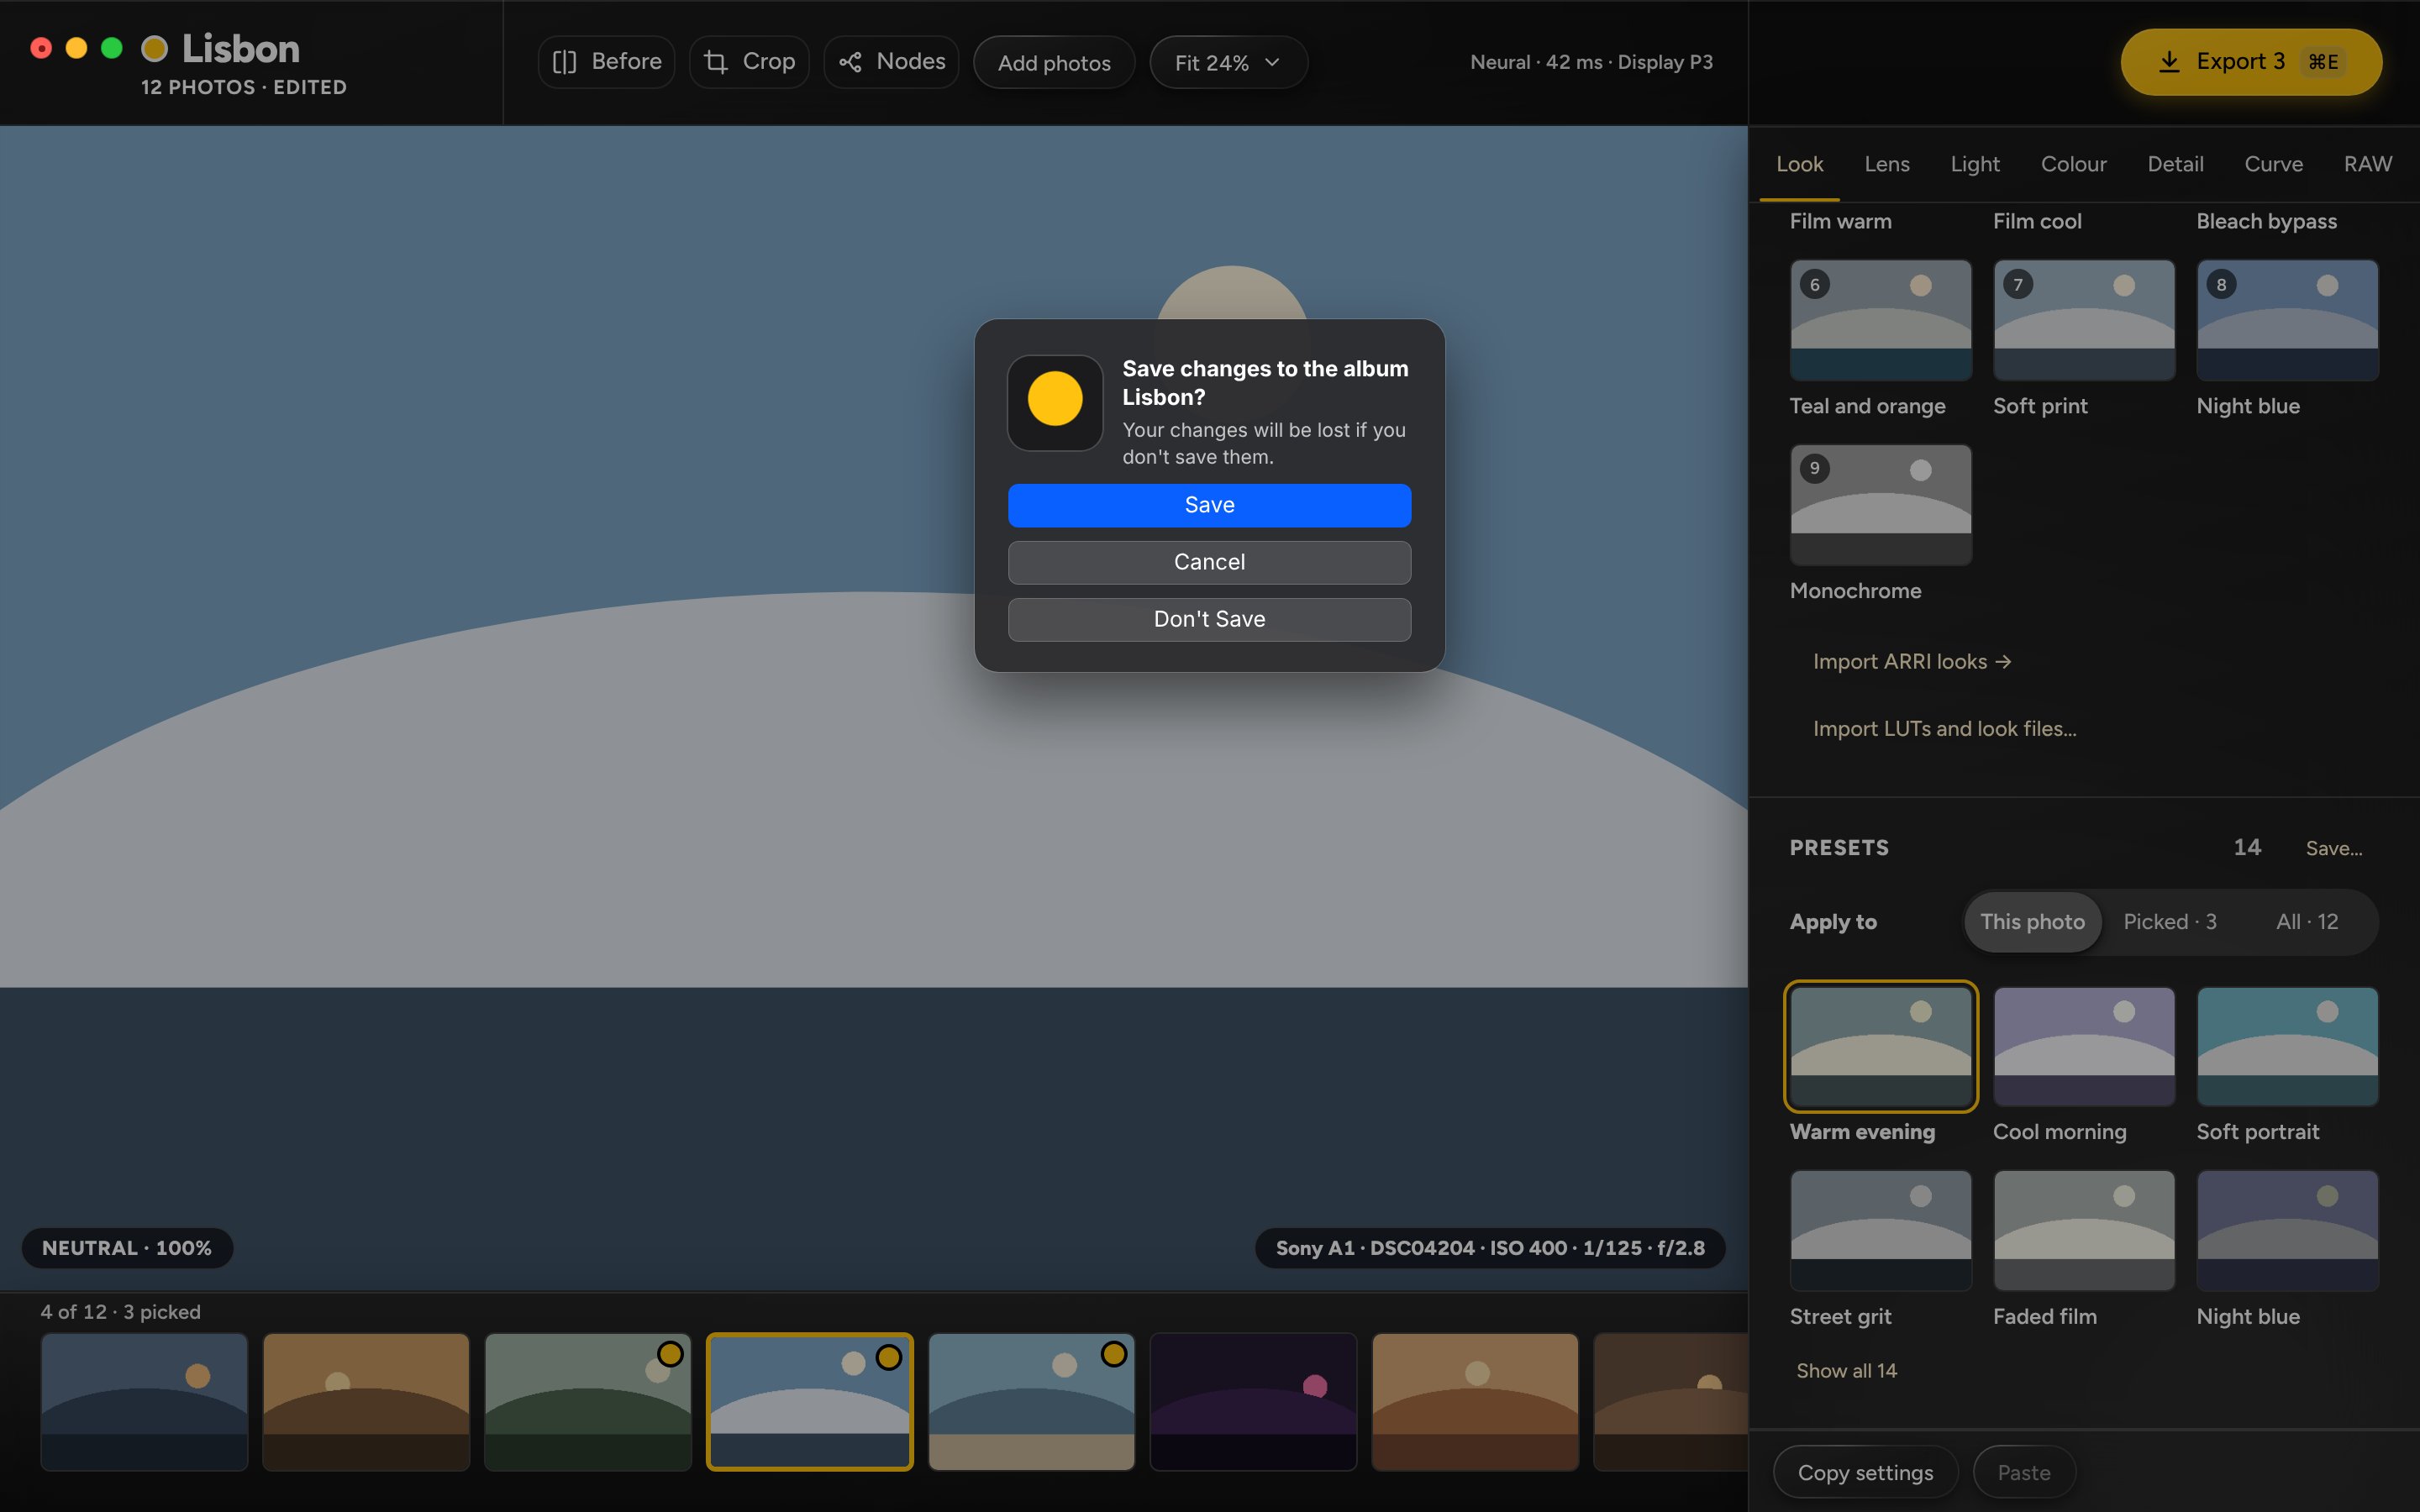 Lisbon
12 PHOTOS · EDITED
Before
Crop
Nodes
Add photos
Fit 24%
Neural · 42 ms · Display P3
Export 3 ⌘E
Look
Lens
Light
Colour
Detail
Curve
RAW
Film warm
Film cool
Bleach bypass
6
7
8
Teal and orange
Soft print
Night blue
9
Monochrome
Import ARRI looks →
Import LUTs and look files...
Save changes to the album
Lisbon?
Your changes will be lost if you
don't save them.
Save
Cancel
Don't Save
PRESETS
14
Save...
Apply to
This photo
Picked · 3
All · 12
Warm evening
Cool morning
Soft portrait
Street grit
Faded film
Night blue
Show all 14
NEUTRAL · 100%
Sony A1 · DSC04204 · ISO 400 · 1/125 · f/2.8
4 of 12 · 3 picked
Copy settings
Paste